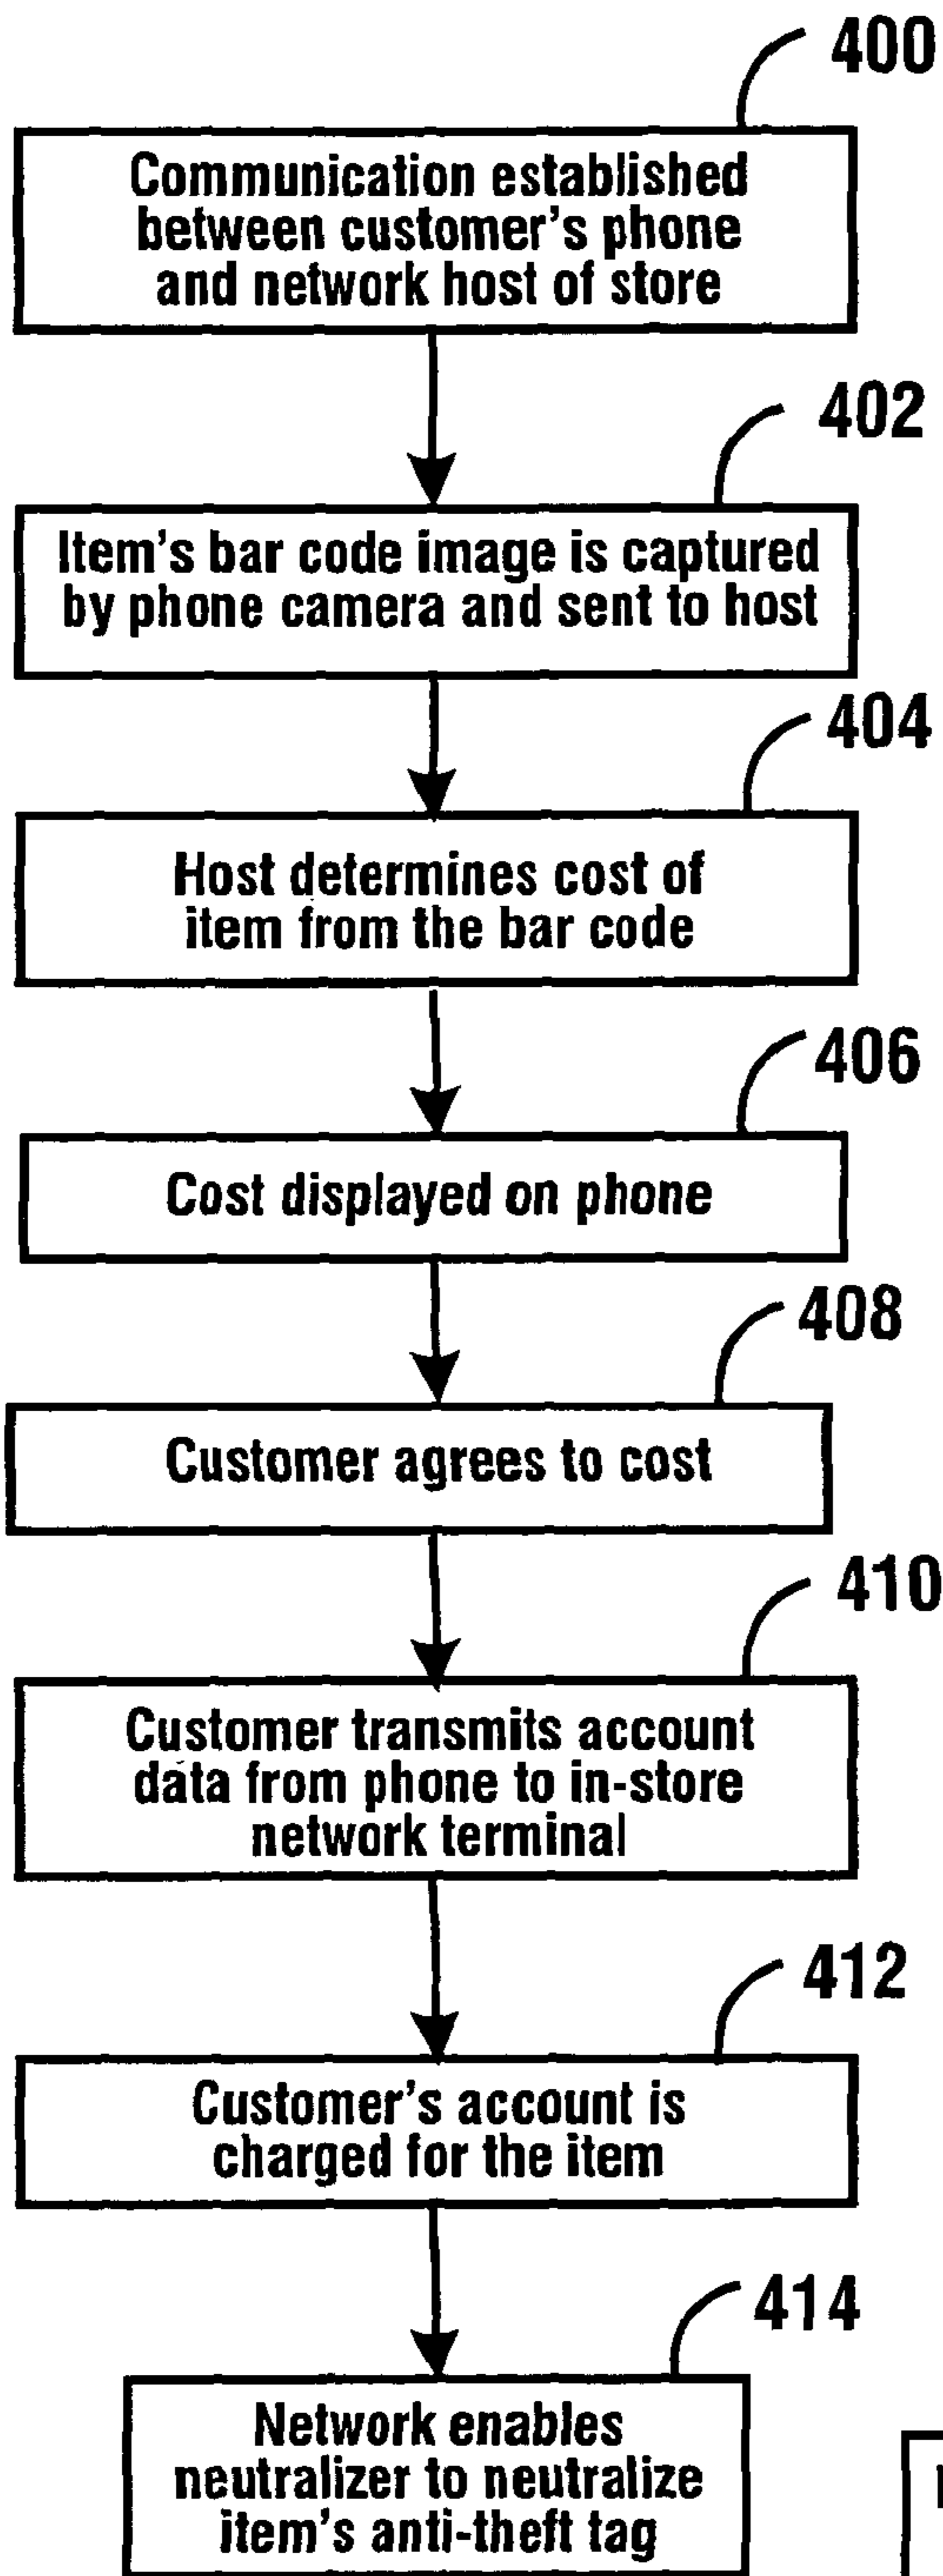 400
Communication established
between customer's phone
and network host of store
402
Item's bar code image is captured
by phone camera and sent to host
404
Host determines cost of
item from the bar code
406
Cost displayed on phone
408
Customer agrees to cost
410
Customer transmits account
data from phone to in-store
network terminal
412
Customer's account is
charged for the item
414
Network enables
neutralizer to neutralize
item's anti-theft tag